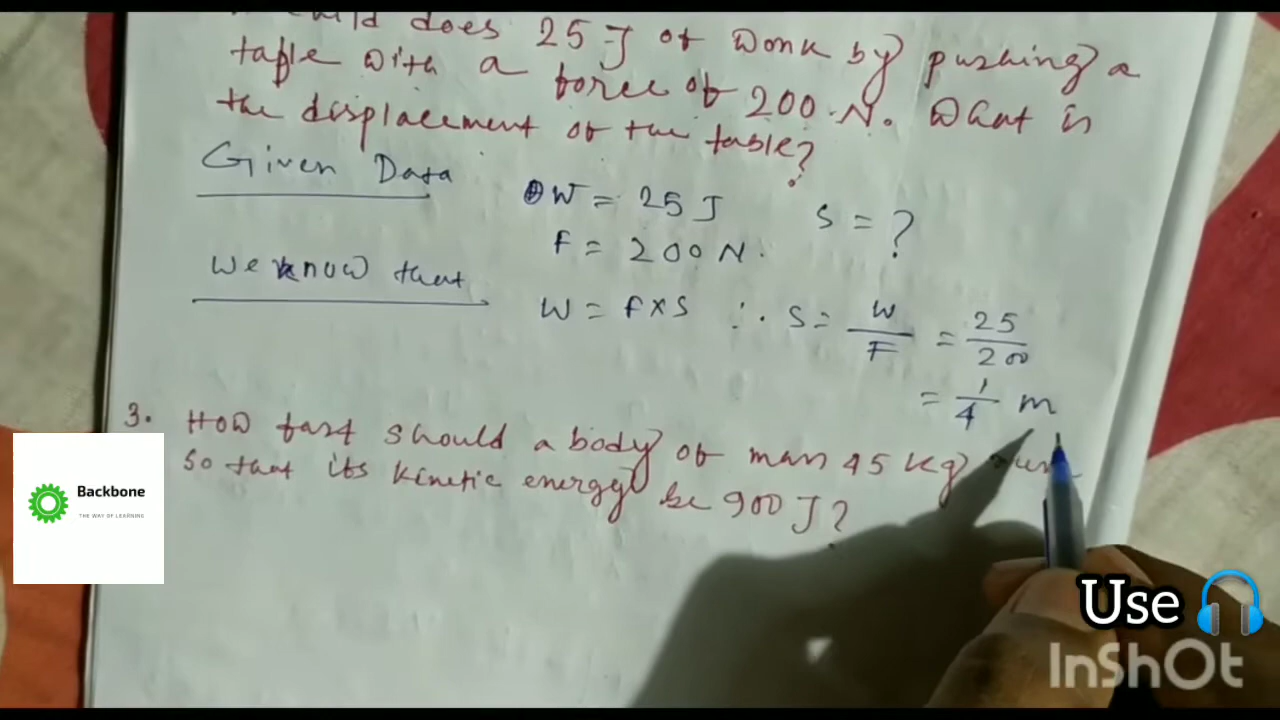 child does 25 J of work by pushing a
table with a force of 200 N. What is
the displacement of the table?
Given Data
W = 25 J S = ?
F = 200 N.
We know that
W = F x S ∴ S = W/F = 25/200
= 1/4 m
3. How fast should a body of mass 45 Kg
so that its kinetic energy be 900 J?
Backbone
THE WAY OF LEARNING
Use
InShOt